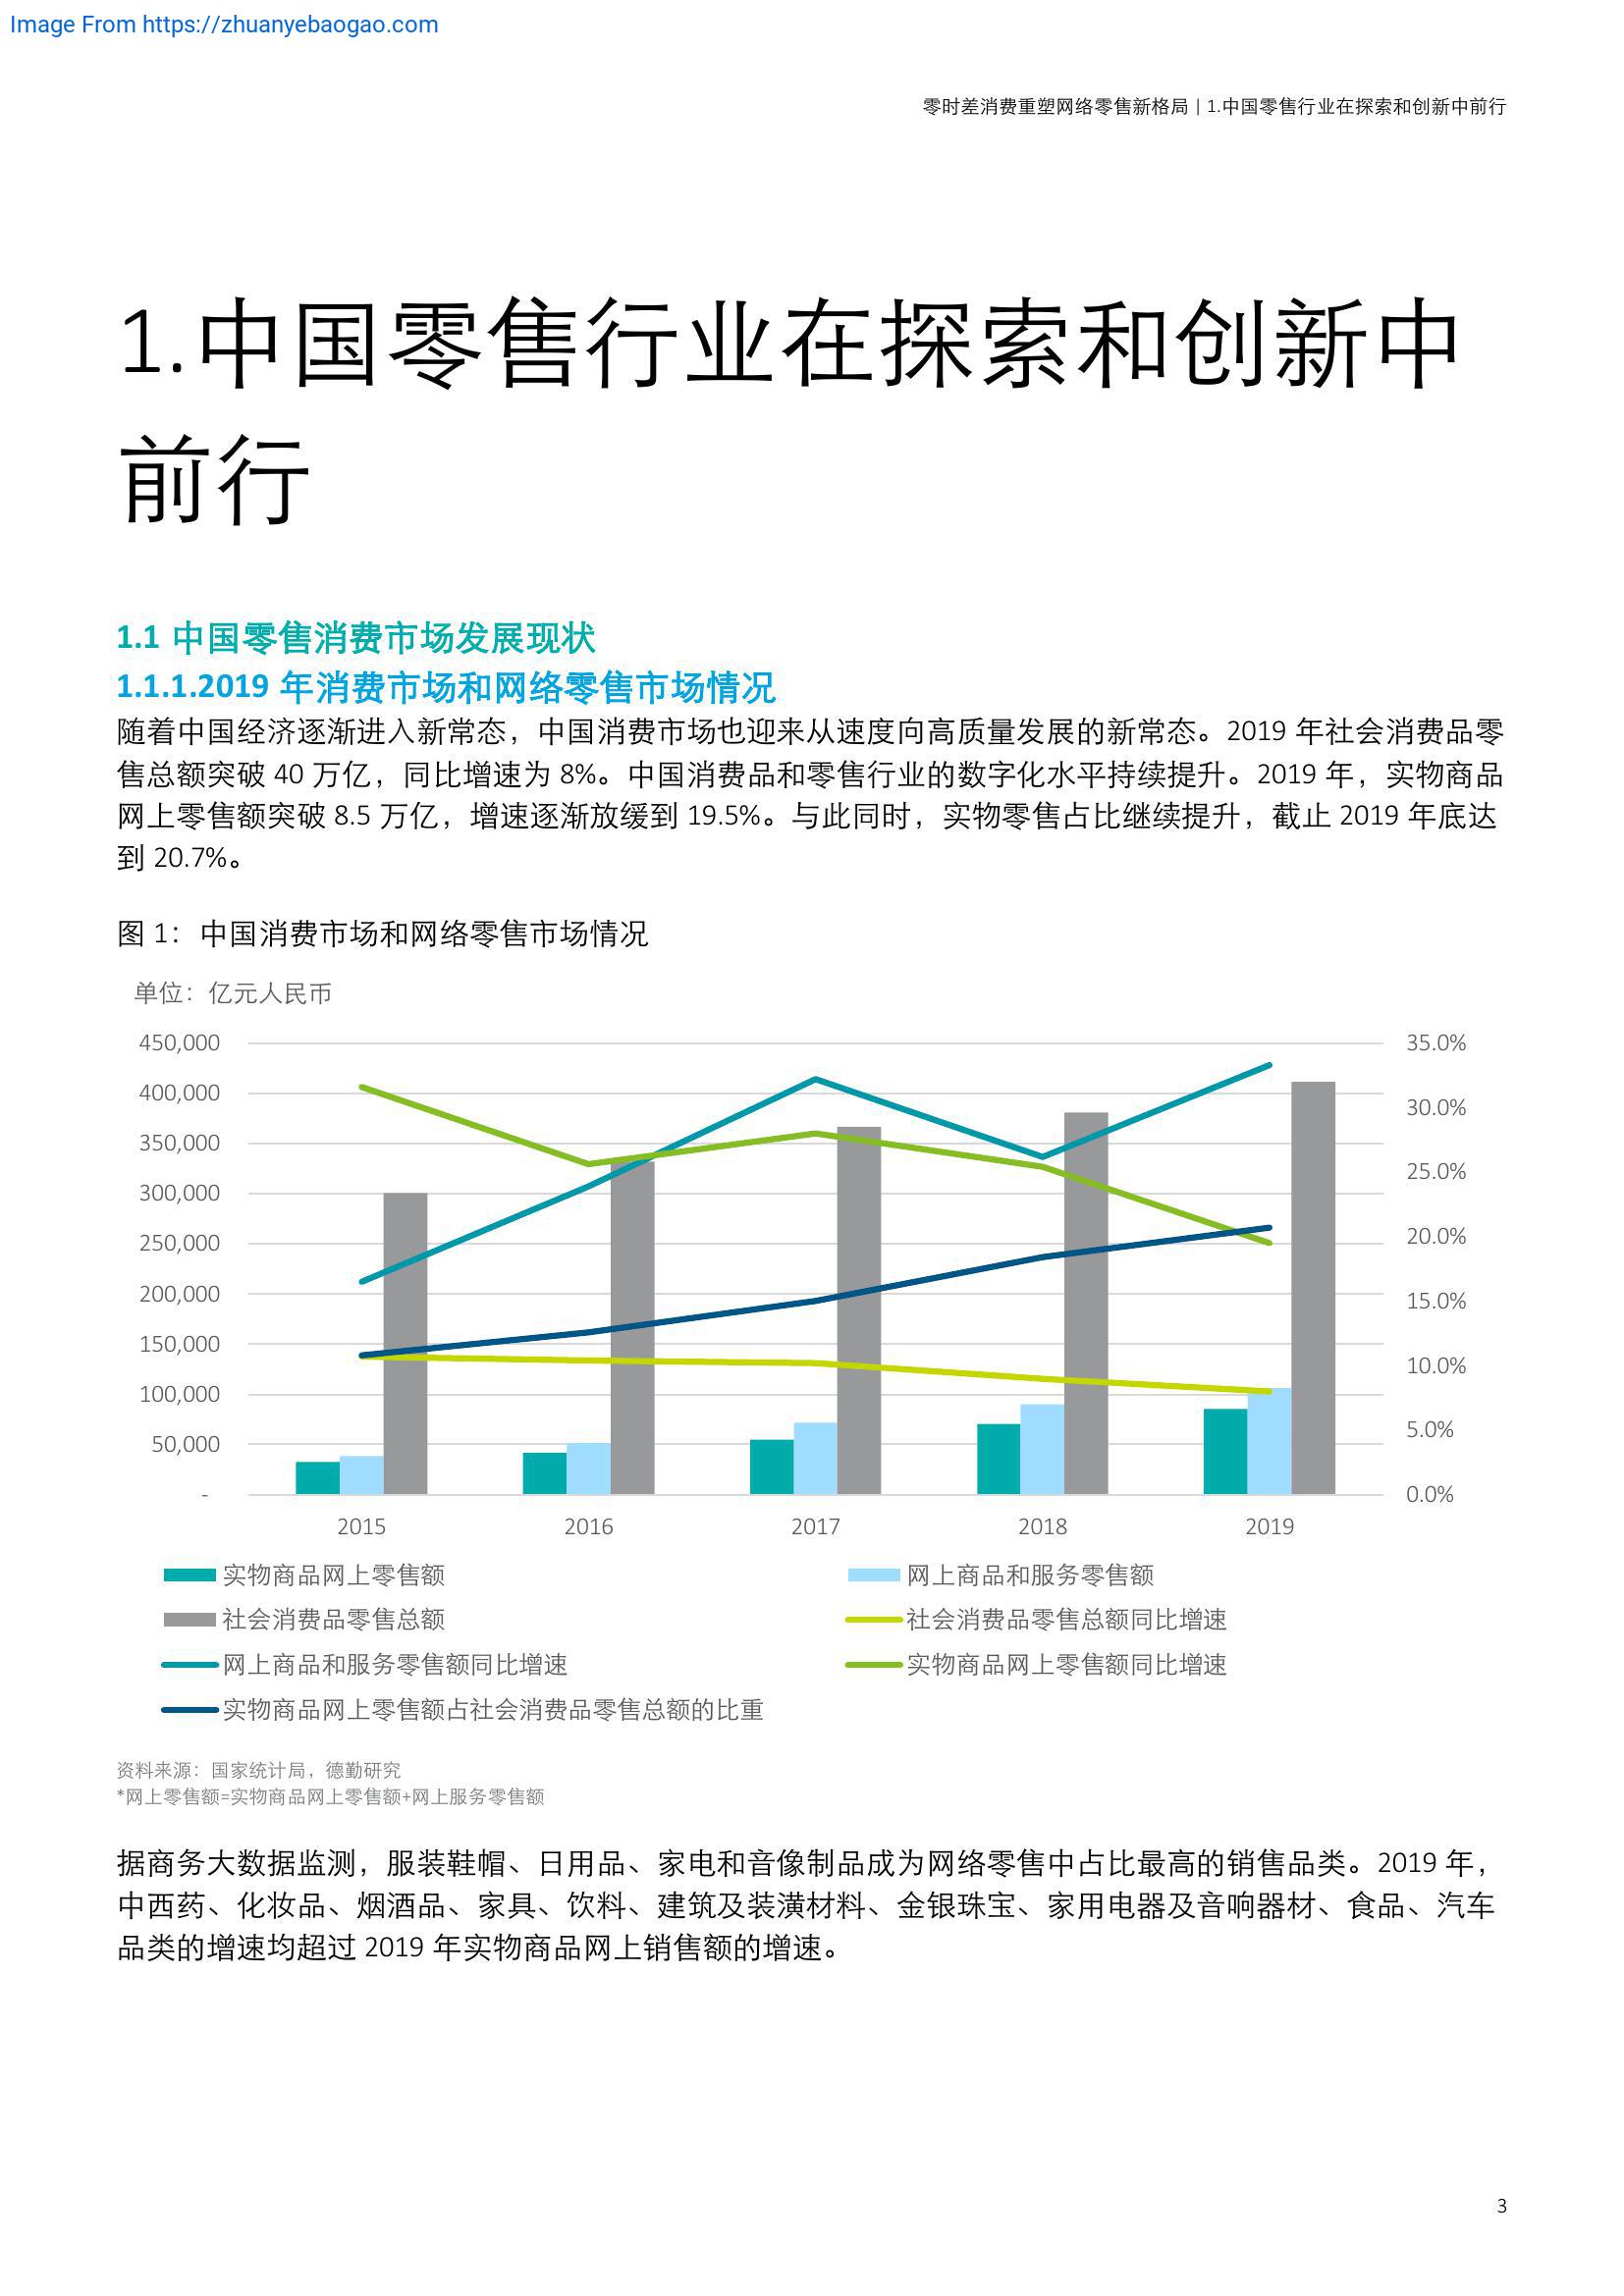 Image From https://zhuanyebaogao.com
零时差消费重塑网络零售新格局 | 1.中国零售行业在探索和创新中前行
1.中国零售行业在探索和创新中
前行
1.1 中国零售消费市场发展现状
1.1.1.2019 年消费市场和网络零售市场情况
随着中国经济逐渐进入新常态，中国消费市场也迎来从速度向高质量发展的新常态。2019 年社会消费品零
售总额突破 40 万亿，同比增速为 8%。中国消费品和零售行业的数字化水平持续提升。2019 年，实物商品
网上零售额突破 8.5 万亿，增速逐渐放缓到 19.5%。与此同时，实物零售占比继续提升，截止 2019 年底达
到 20.7%。
图 1：中国消费市场和网络零售市场情况
单位：亿元人民币
450,000 35.0%
400,000 30.0%
350,000 25.0%
300,000
250,000 20.0%
200,000 15.0%
150,000 10.0%
100,000 5.0%
50,000
- 0.0%
2015 2016 2017 2018 2019
实物商品网上零售额 网上商品和服务零售额
社会消费品零售总额 社会消费品零售总额同比增速
网上商品和服务零售额同比增速 实物商品网上零售额同比增速
实物商品网上零售额占社会消费品零售总额的比重
资料来源：国家统计局，德勤研究
*网上零售额=实物商品网上零售额+网上服务零售额
据商务大数据监测，服装鞋帽、日用品、家电和音像制品成为网络零售中占比最高的销售品类。2019 年，
中西药、化妆品、烟酒品、家具、饮料、建筑及装潢材料、金银珠宝、家用电器及音响器材、食品、汽车
品类的增速均超过 2019 年实物商品网上销售额的增速。
3